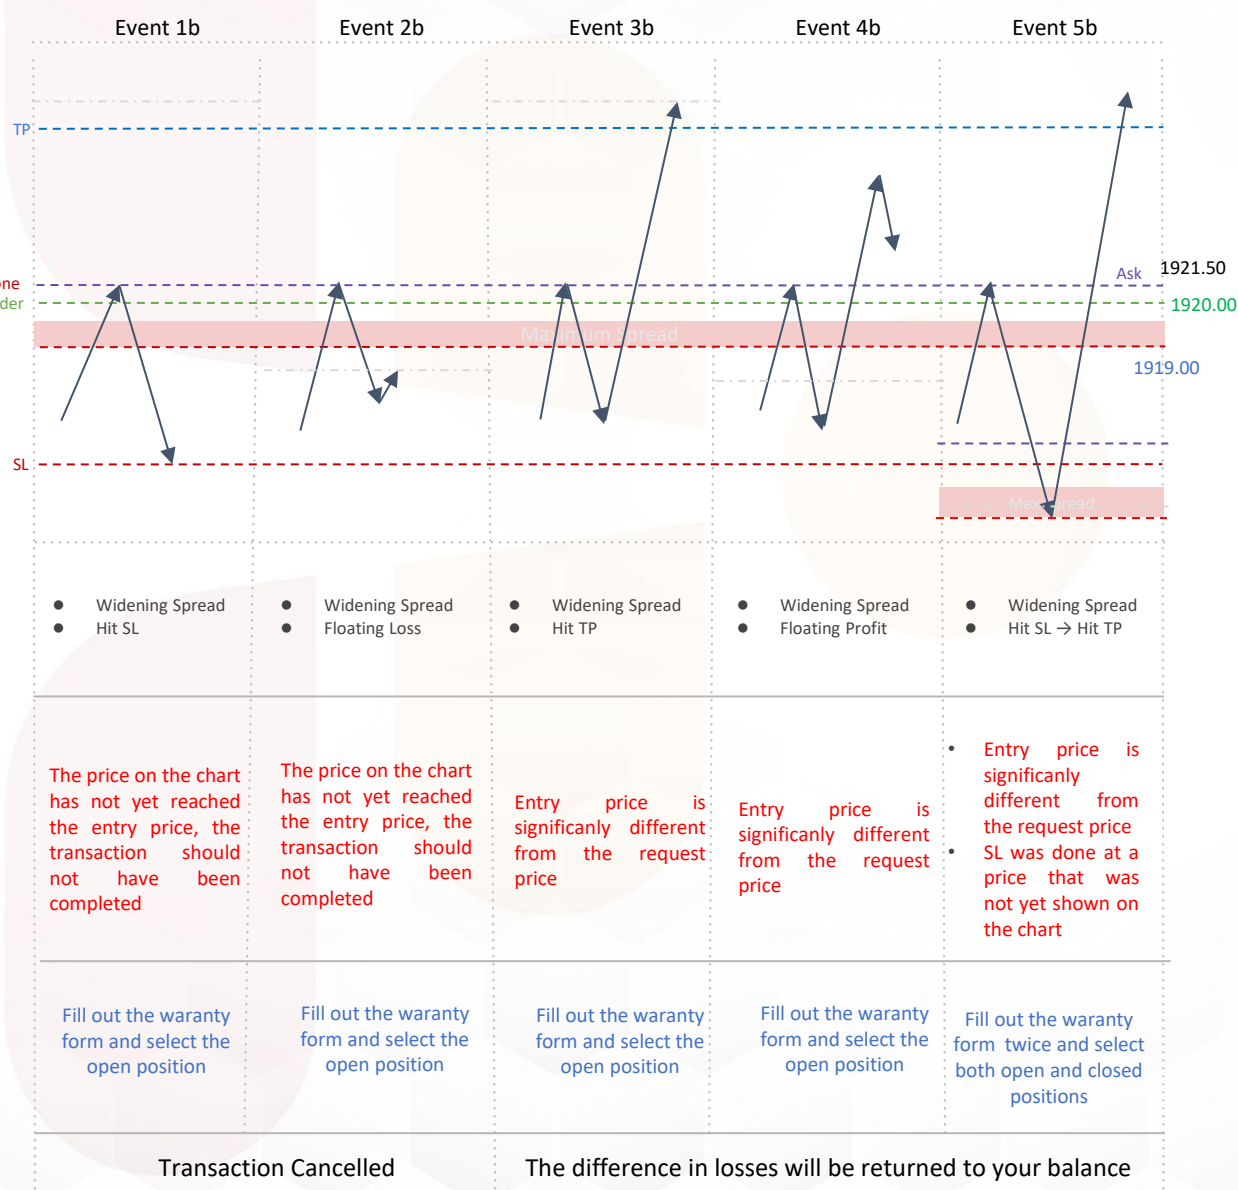 Event 1b
Event 2b
Event 3b
Event 4b
Event 5b
TP
Ask
1921.50
one
der
1920.00
Maximum Spread
1919.00
SL
● Widening Spread
● Hit SL
● Widening Spread
● Floating Loss
● Widening Spread
● Hit TP
● Widening Spread
● Floating Profit
● Widening Spread
● Hit SL → Hit TP
The price on the chart
has not yet reached
the entry price, the
transaction should
not have been
completed
The price on the chart
has not yet reached
the entry price, the
transaction should
not have been
completed
Entry price is
significanly different
from the request
price
Entry price is
significanly different
from the request
price
• Entry price is
significanly
different from
the request price
• SL was done at a
price that was
not yet shown on
the chart
Fill out the waranty
form and select the
open position
Fill out the waranty
form and select the
open position
Fill out the waranty
form and select the
open position
Fill out the waranty
form and select the
open position
Fill out the waranty
form twice and select
both open and closed
positions
Transaction Cancelled
The difference in losses will be returned to your balance